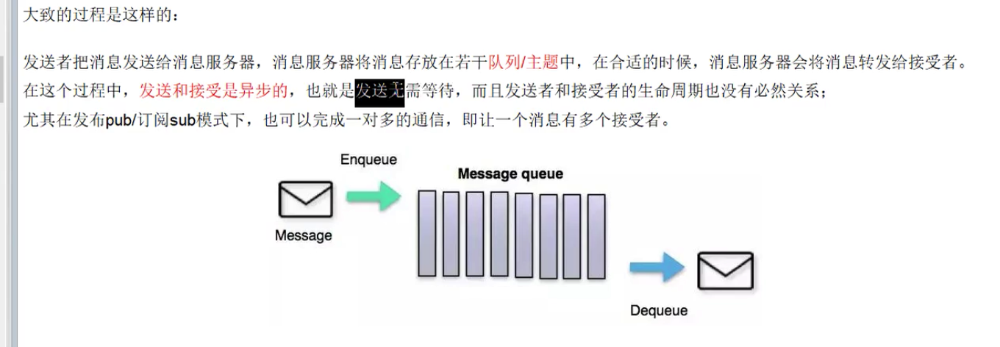 大致的过程是这样的：
发送者把消息发送给消息服务器，消息服务器将消息存放在若干队列/主题中，在合适的时候，消息服务器会将消息转发给接受者。
在这个过程中，发送和接受是异步的，也就是发送无需等待，而且发送者和接受者的生命周期也没有必然关系；
尤其在发布pub/订阅sub模式下，也可以完成一对多的通信，即让一个消息有多个接受者。
Enqueue
Message queue
Message
Dequeue